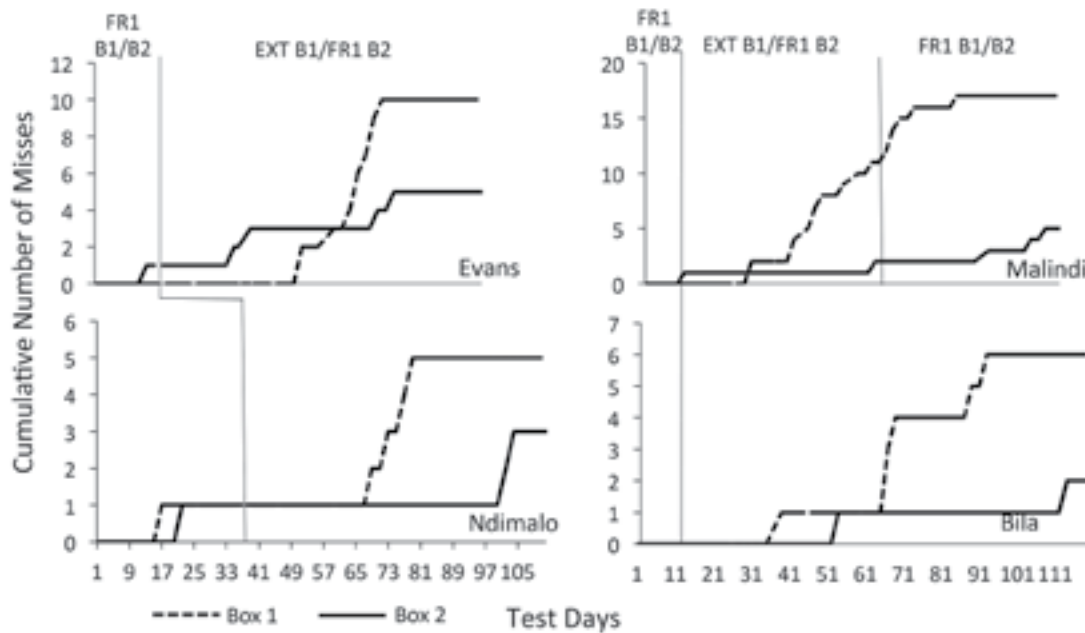 FR1
B1/B2
EXT B1/FR1 B2
12
10
8
6
4
2
0
Evans
FR1
B1/B2
EXT B1/FR1 B2
FR1 B1/B2
20
15
10
5
0
Malindi
Cumulative Number of Misses
6
5
4
3
2
1
0
Ndimalo
1 9 17 25 33 41 49 57 65 73 81 89 97 105
7
6
5
4
3
2
1
0
Bila
1 11 21 31 41 51 61 71 81 91 101 111
Box 1 Box 2 Test Days